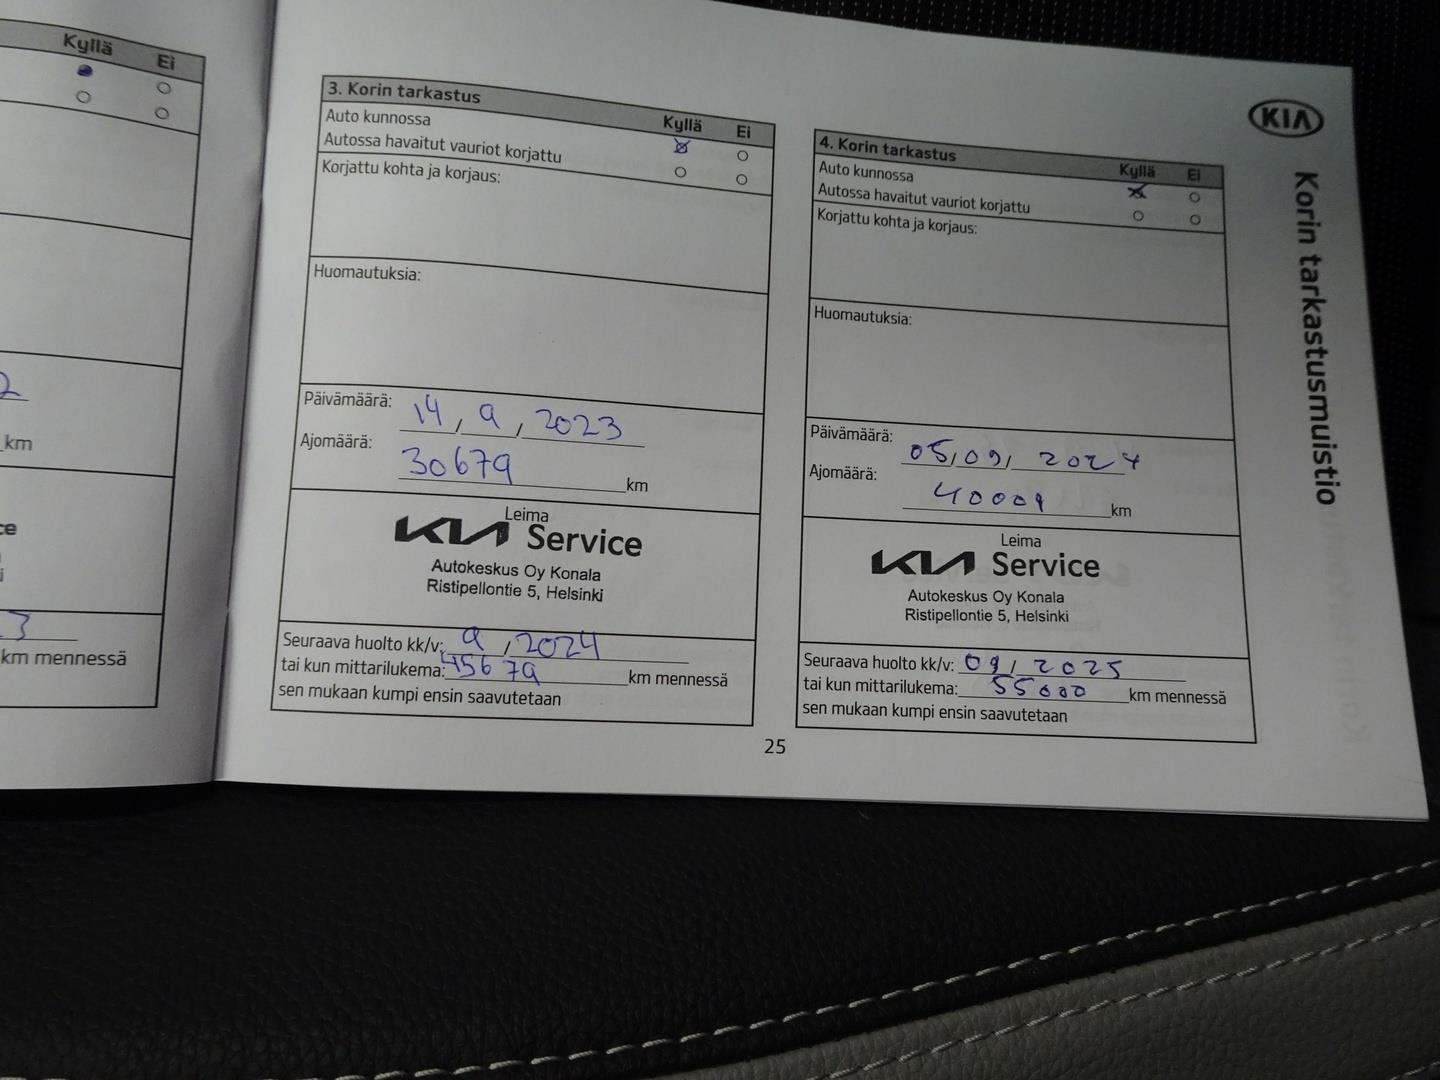 Kyllä Ei
2
km
ce
i
3
km mennessä
3. Korin tarkastus
Kyllä Ei
Auto kunnossa
Autossa havaitut vauriot korjattu
Korjattu kohta ja korjaus:
Huomautuksia:
Päivämäärä: 14, 9, 2023
Ajomäärä: 30679 km
Leima
KIA Service
Autokeskus Oy Konala
Ristipellontie 5, Helsinki
Seuraava huolto kk/v: 9, 2024
tai kun mittarilukema: 45679 km mennessä
sen mukaan kumpi ensin saavutetaan
4. Korin tarkastus
Kyllä Ei
Auto kunnossa
Autossa havaitut vauriot korjattu
Korjattu kohta ja korjaus:
Huomautuksia:
Päivämäärä: 05, 09, 2024
Ajomäärä: 40009 km
Leima
KIA Service
Autokeskus Oy Konala
Ristipellontie 5, Helsinki
Seuraava huolto kk/v: 09, 2025
tai kun mittarilukema: 55000 km mennessä
sen mukaan kumpi ensin saavutetaan
25
KIA
Korin tarkastusmuistio